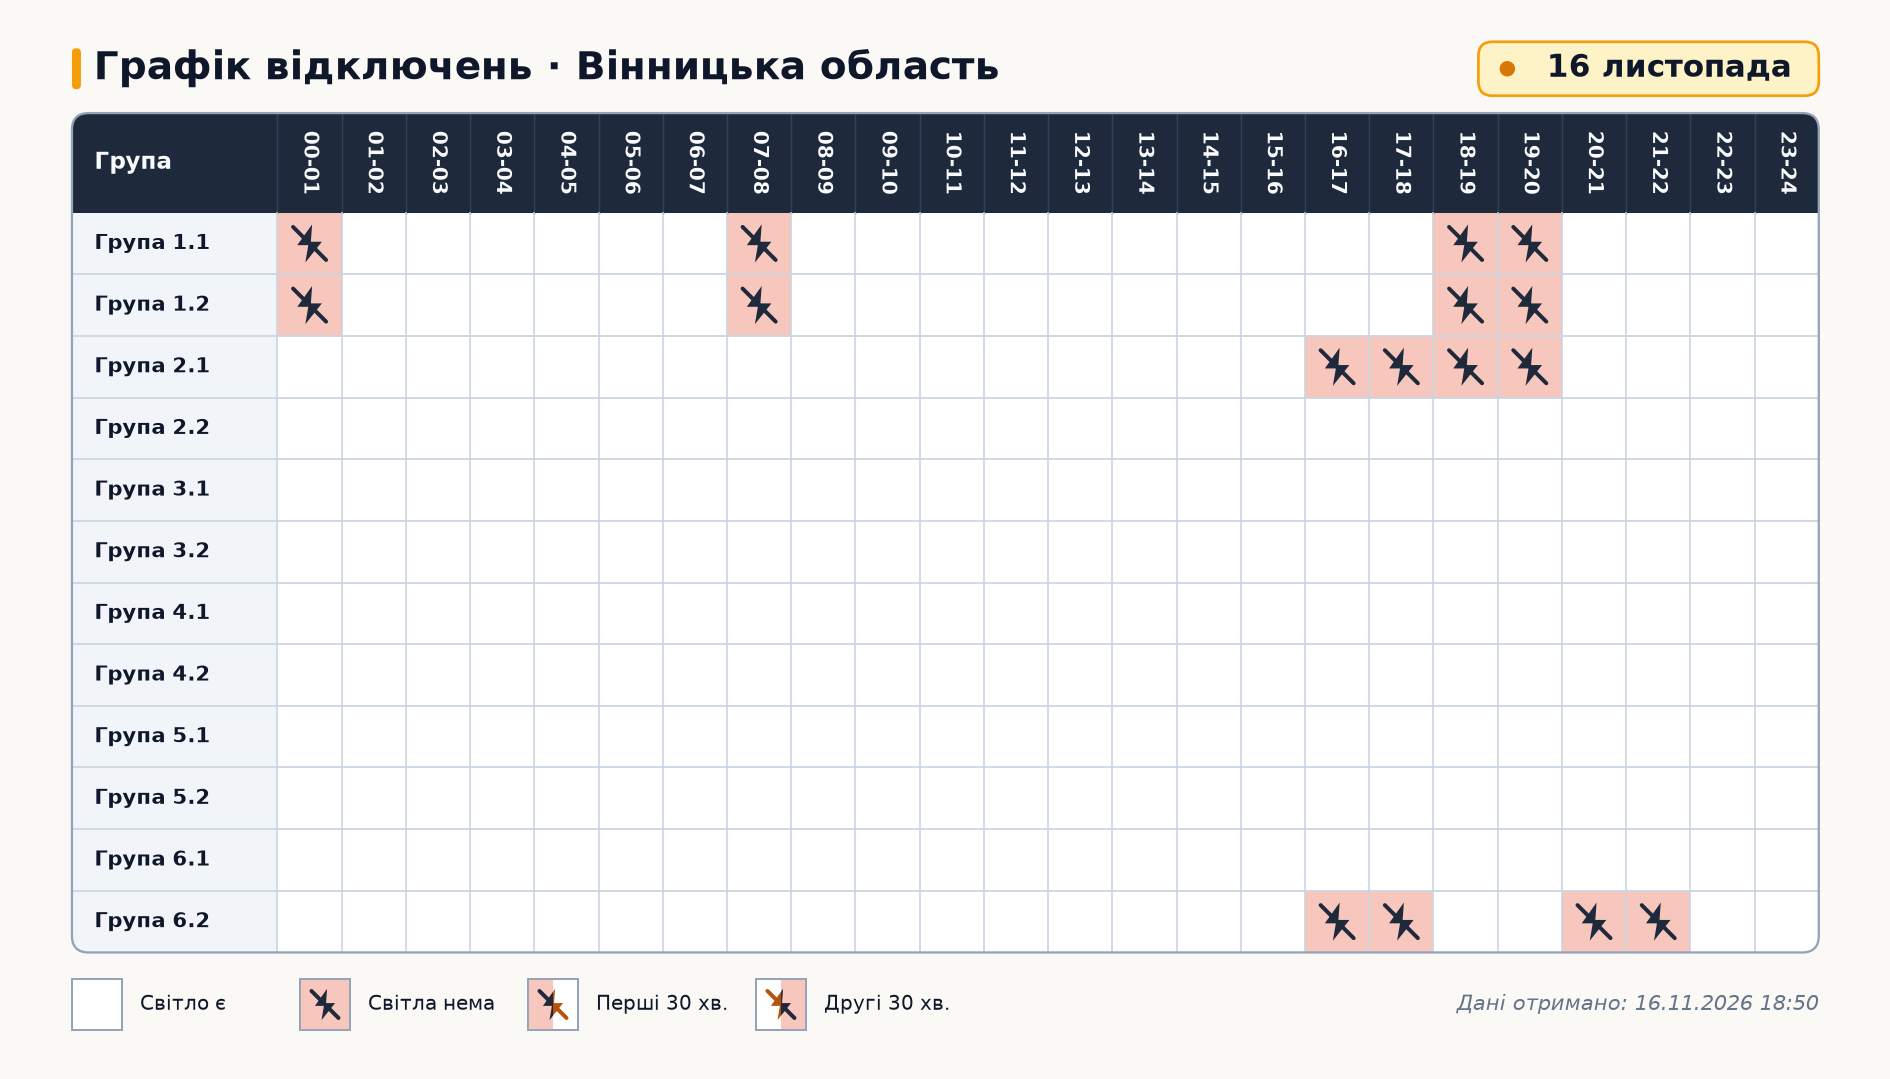 Графік відключень · Вінницька область
16 листопада
Група 00-01 01-02 02-03 03-04 04-05 05-06 06-07 07-08 08-09 09-10 10-11 11-12 12-13 13-14 14-15 15-16 16-17 17-18 18-19 19-20 20-21 21-22 22-23 23-24
Група 1.1
Група 1.2
Група 2.1
Група 2.2
Група 3.1
Група 3.2
Група 4.1
Група 4.2
Група 5.1
Група 5.2
Група 6.1
Група 6.2
Світло є Світла нема Перші 30 хв. Другі 30 хв. Дані отримано: 16.11.2026 18:50